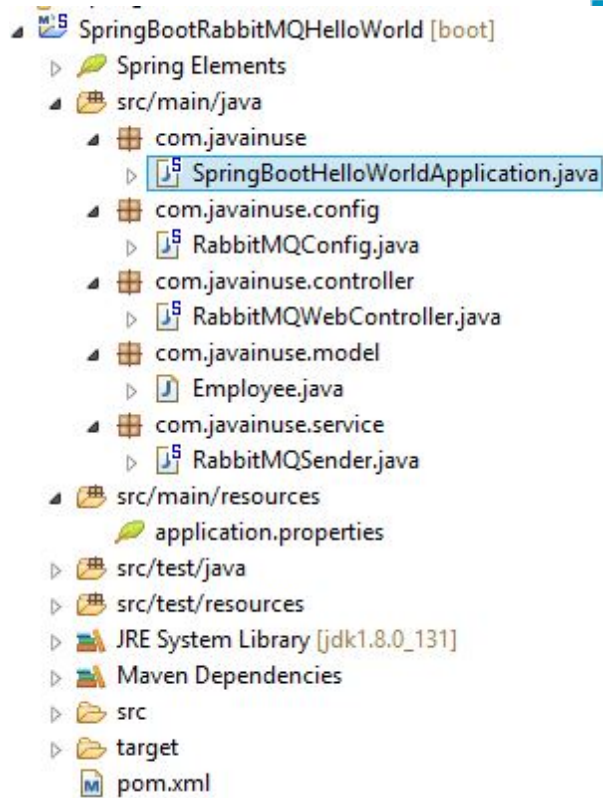 SpringBootRabbitMQHelloWorld [boot]
Spring Elements
src/main/java
com.javainuse
SpringBootHelloWorldApplication.java
com.javainuse.config
RabbitMQConfig.java
com.javainuse.controller
RabbitMQWebController.java
com.javainuse.model
Employee.java
com.javainuse.service
RabbitMQSender.java
src/main/resources
application.properties
src/test/java
src/test/resources
JRE System Library [jdk1.8.0_131]
Maven Dependencies
src
target
pom.xml